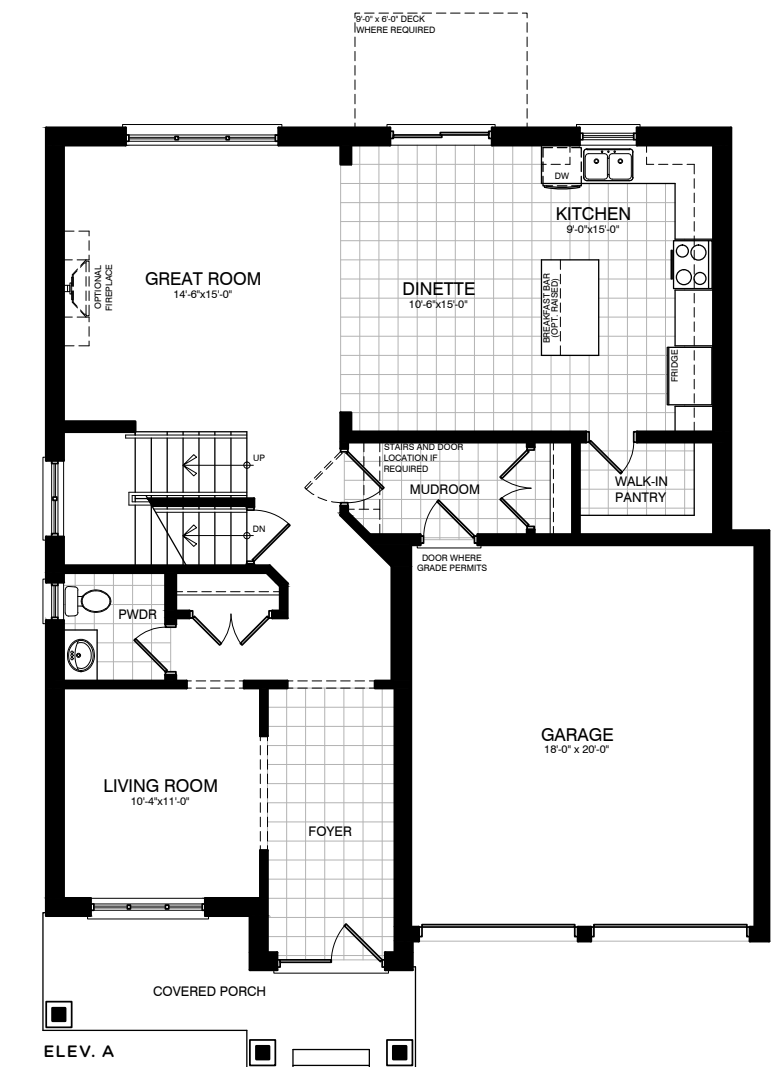 9'-0" x 6'-0" DECK
WHERE REQUIRED
DW
KITCHEN
9'-0"x15'-0"
GREAT ROOM
14'-6"x15'-0"
OPTIONAL
FIREPLACE
DINETTE
10'-6"x15'-0"
BREAKFAST BAR
(OPT. RAISED)
FRIDGE
UP
STAIRS AND DOOR
LOCATION IF
REQUIRED
MUDROOM
WALK-IN
PANTRY
DN
DOOR WHERE
GRADE PERMITS
PWDR
GARAGE
18'-0" x 20'-0"
LIVING ROOM
10'-4"x11'-0"
FOYER
COVERED PORCH
ELEV. A